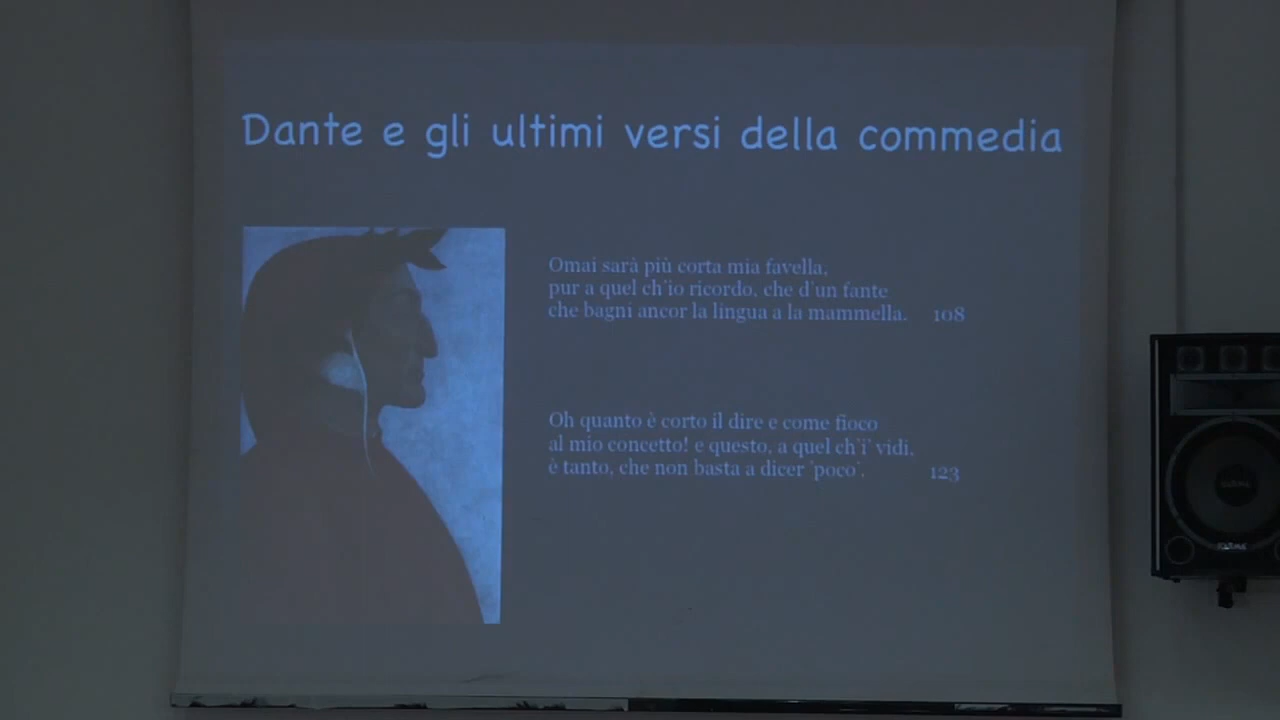 Dante e gli ultimi versi della commedia
Omai sarà più corta mia favella,
pur a quel ch'io ricordo, che d'un fante
che bagni ancor la lingua a la mammella. 108
Oh quanto è corto il dire e come fioco
al mio concetto! e questo, a quel ch'i' vidi,
è tanto, che non basta a dicer 'poco'. 123